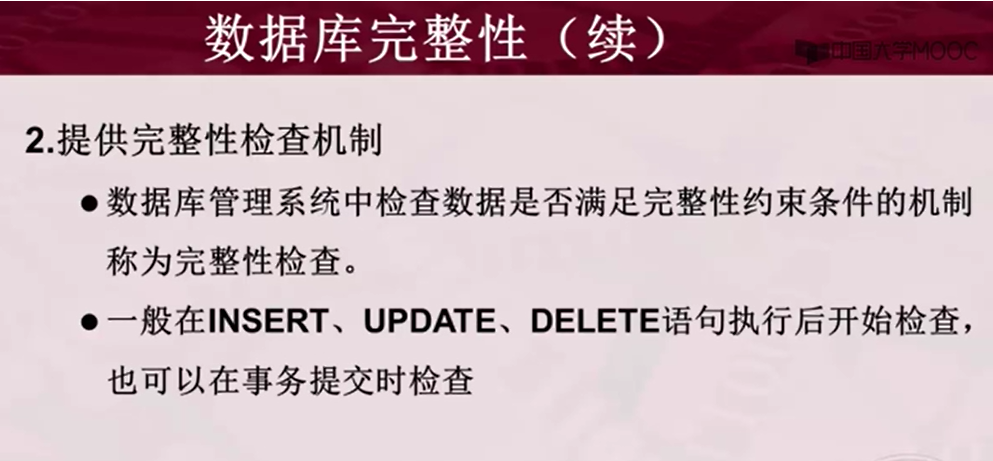 数据库完整性（续）
中国大学MOOC
2.提供完整性检查机制
●数据库管理系统中检查数据是否满足完整性约束条件的机制
称为完整性检查。
●一般在INSERT、UPDATE、DELETE语句执行后开始检查，
也可以在事务提交时检查